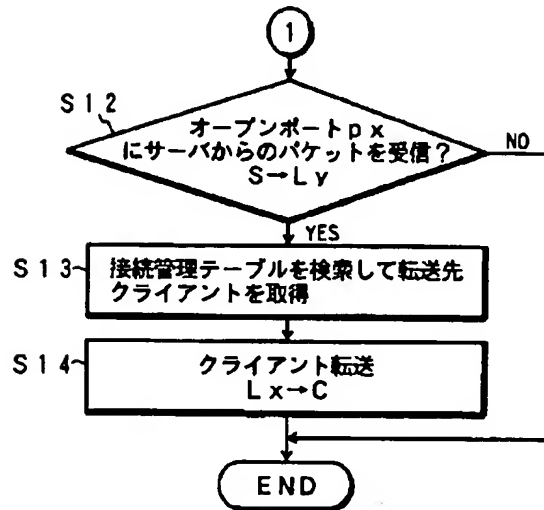 1
S12
オープンポートpx
にサーバからのパケットを受信?
S→Ly
NO
YES
S13
接続管理テーブルを検索して転送先
クライアントを取得
S14
クライアント転送
Lx→C
END